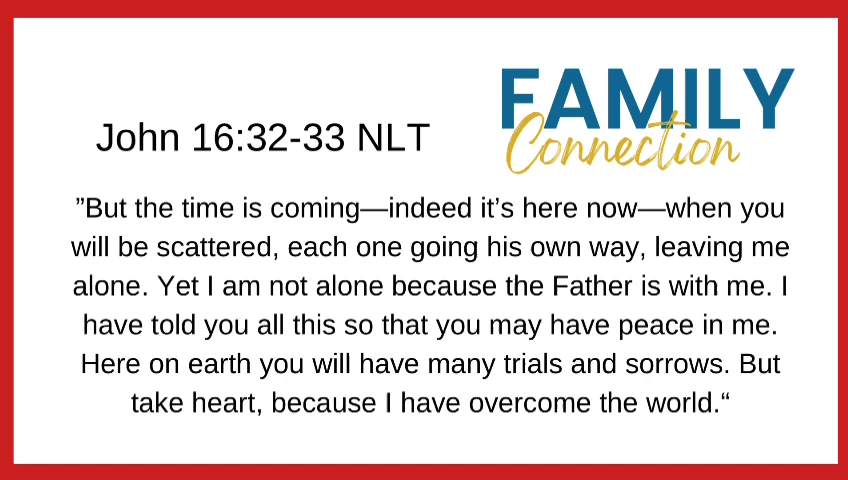 FAMILY
Connection
John 16:32-33 NLT
”But the time is coming—indeed it’s here now—when you
will be scattered, each one going his own way, leaving me
alone. Yet I am not alone because the Father is with me. I
have told you all this so that you may have peace in me.
Here on earth you will have many trials and sorrows. But
take heart, because I have overcome the world.“